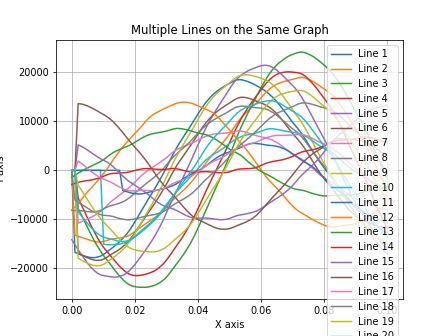 Multiple Lines on the Same Graph
20000
10000
0
−10000
−20000
0.00
0.02
0.04
0.06
X axis
Line 1
Line 2
Line 3
Line 4
Line 5
Line 6
Line 7
Line 8
Line 9
Line 10
Line 11
Line 12
Line 13
Line 14
Line 15
Line 16
Line 17
Line 18
Line 19
Line 20